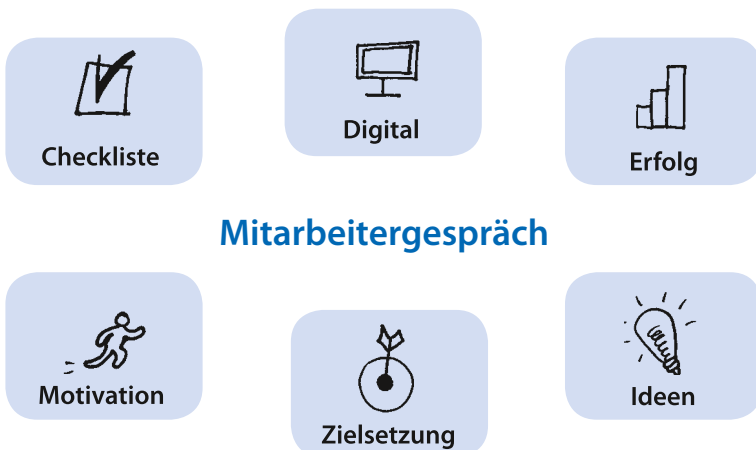 Checkliste
Digital
Erfolg
Mitarbeitergespräch
Motivation
Zielsetzung
Ideen